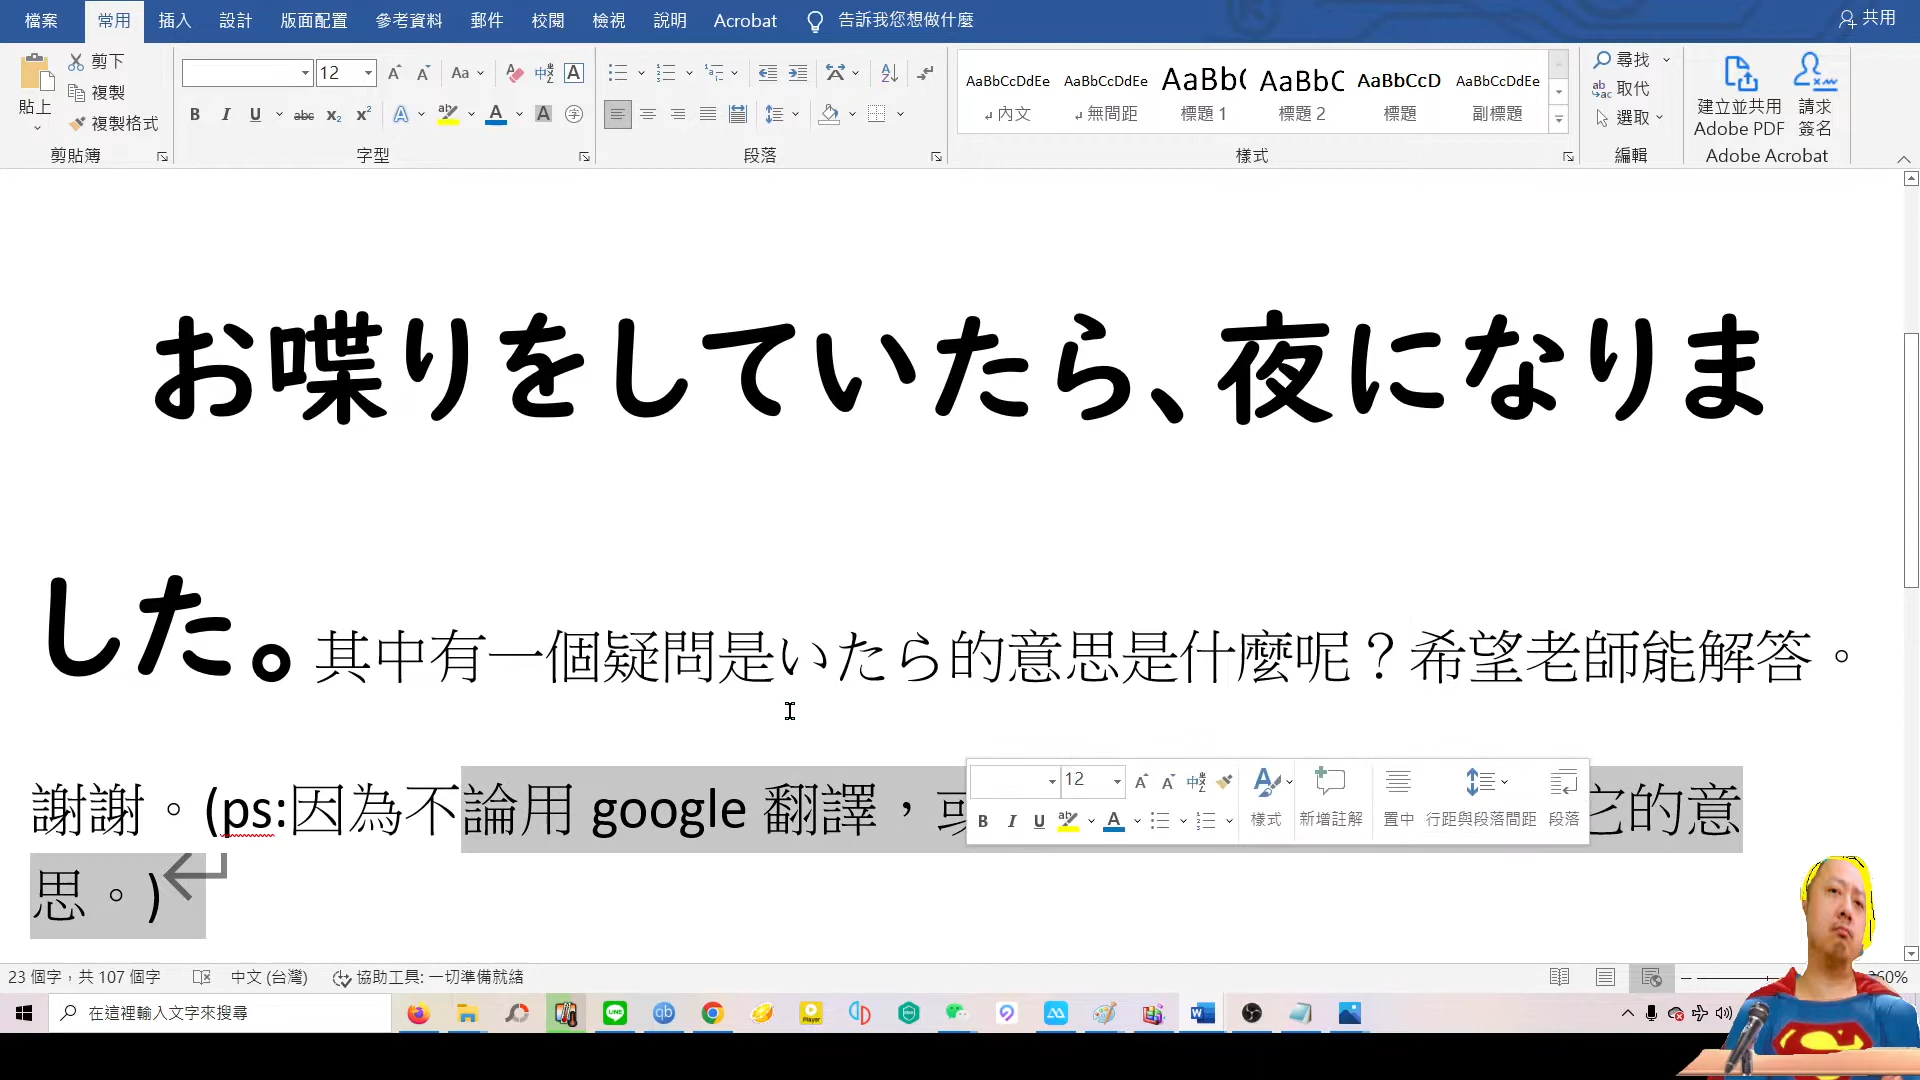 檔案 常用 插入 設計 版面配置 參考資料 郵件 校閱 檢視 說明 Acrobat 告訴我您想做什麼 共用
貼上 剪下 複製 複製格式
12 Aa
B I U abc x₂ x² A A A 字
AaBbCcDdEe AaBbCcDdEe AaBb( AaBbC AaBbCcD AaBbCcDdEe
內文 無間距 標題 1 標題 2 標題 副標題
尋找 取代 選取
建立並共用 Adobe PDF 請求 簽名
剪貼簿 字型 段落 樣式 編輯 Adobe Acrobat
お喋りをしていたら、夜になりま
した。其中有一個疑問是いたら的意思是什麼呢？希望老師能解答。
謝謝。(ps:因為不論用 google 翻譯，或
它的意
思。)
12
B I U A 樣式 新增註解 置中 行距與段落間距 段落
23 個字，共 107 個字 中文 (台灣) 協助工具: 一切準備就緒
在這裡輸入文字來搜尋